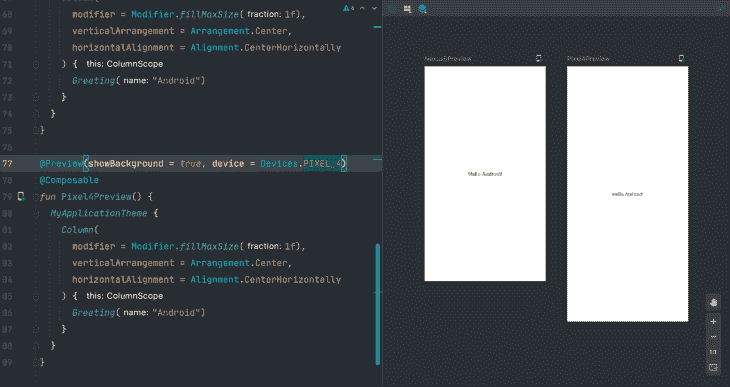 68 modifier = Modifier.fillMaxSize( fraction: 1f),
69 verticalArrangement = Arrangement.Center,
70 horizontalAlignment = Alignment.CenterHorizontally
71 ) { this: ColumnScope
72 Greeting( name: "Android")
73 }
74 }
75 }
76
77 @Preview(showBackground = true, device = Devices.PIXEL_4)
78 @Composable
79 fun Pixel4Preview() {
80 MyApplicationTheme {
81 Column(
82 modifier = Modifier.fillMaxSize( fraction: 1f),
83 verticalArrangement = Arrangement.Center,
84 horizontalAlignment = Alignment.CenterHorizontally
85 ) { this: ColumnScope
86 Greeting( name: "Android")
87 }
88 }
89 }
6
Nexus5Preview
Hello Android!
Pixel4Preview
Hello Android!
1:1